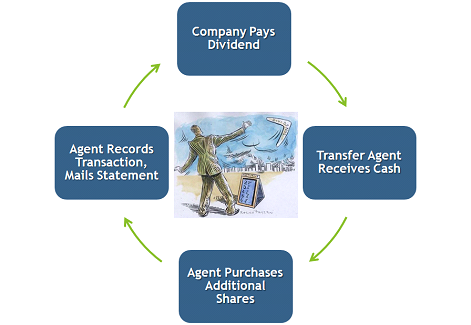 Company Pays
Dividend
Transfer Agent
Receives Cash
Agent Purchases
Additional
Shares
Agent Records
Transaction,
Mails Statement